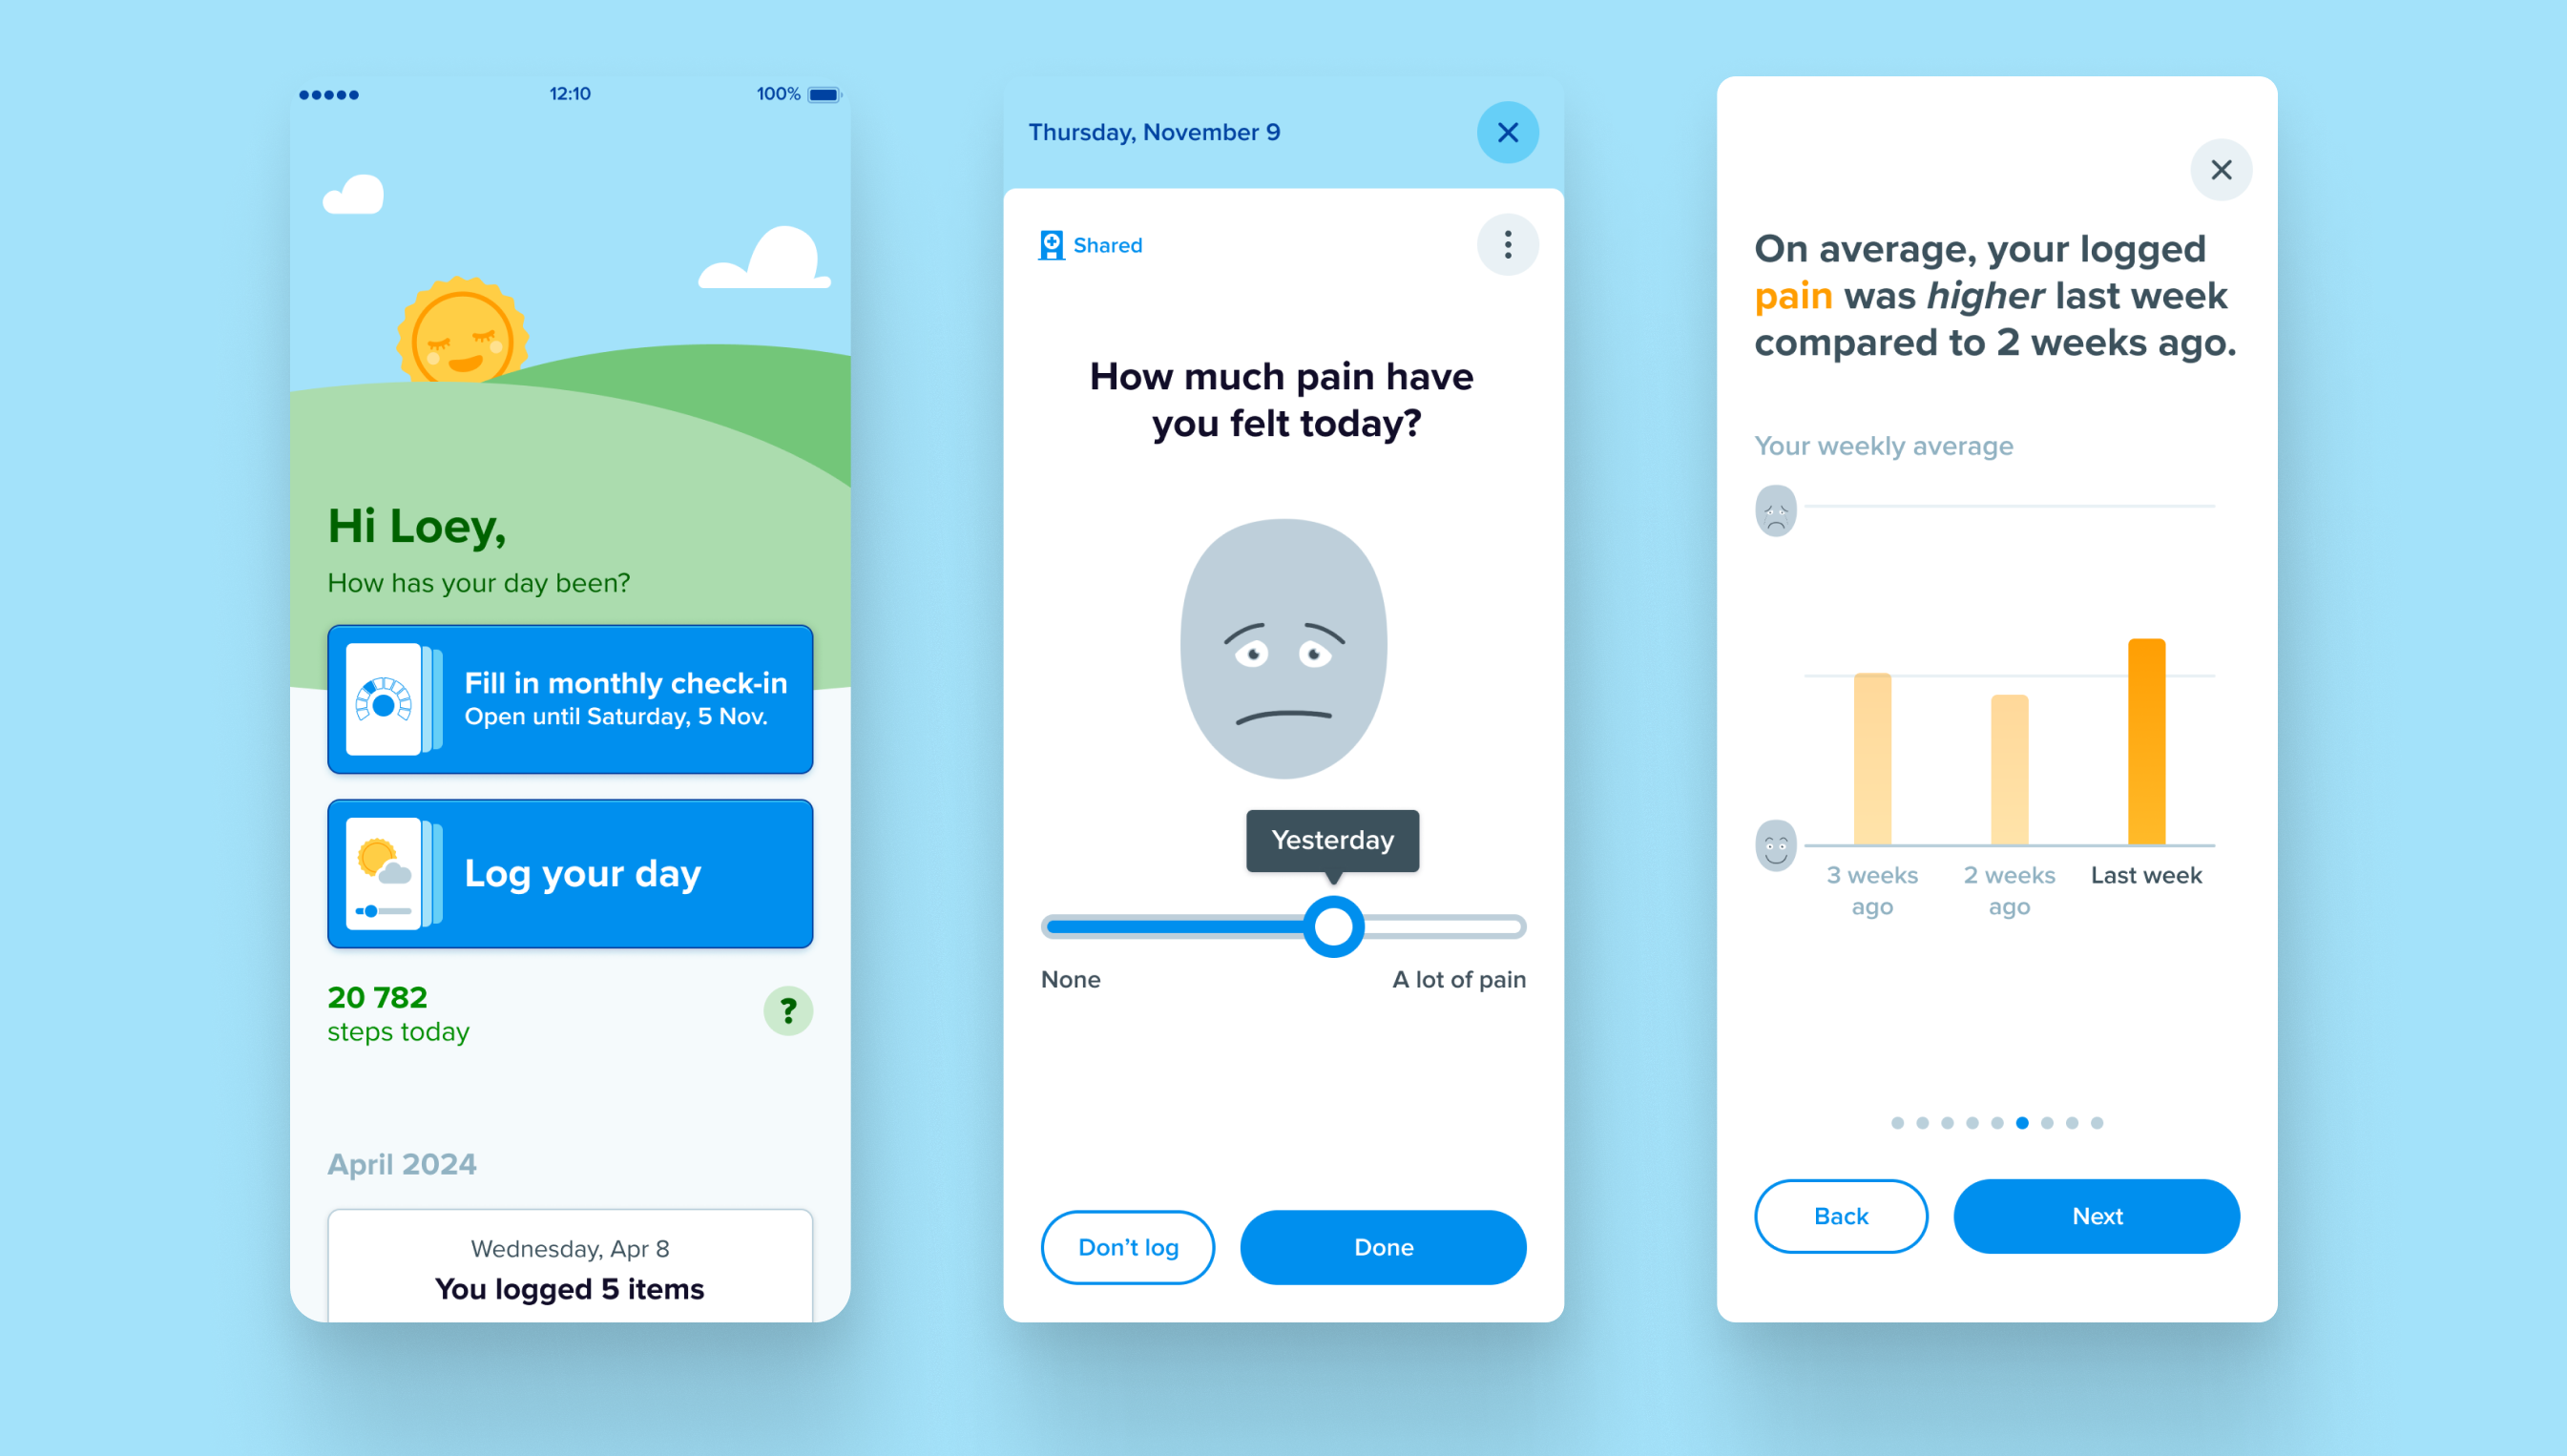 12:10
100%
Hi Loey,
How has your day been?
Fill in monthly check-in
Open until Saturday, 5 Nov.
Log your day
20 782
steps today
?
April 2024
Wednesday, Apr 8
You logged 5 items
Thursday, November 9
Shared
How much pain have
you felt today?
Yesterday
None
A lot of pain
Don’t log
Done
On average, your logged
pain was higher last week
compared to 2 weeks ago.
Your weekly average
3 weeks
ago
2 weeks
ago
Last week
Back
Next